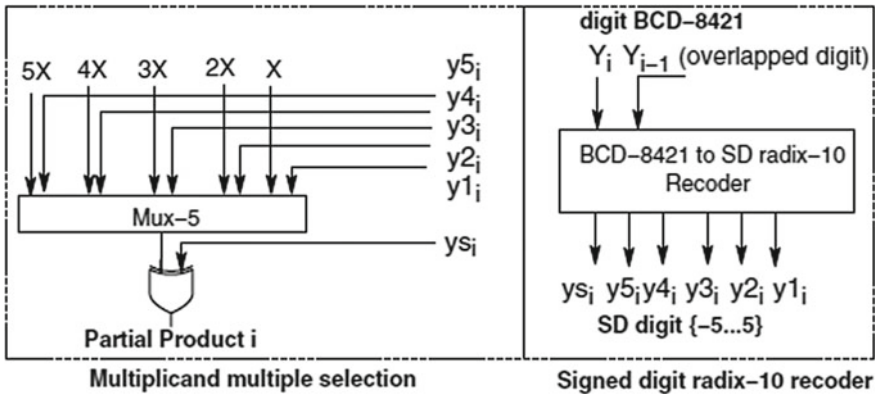 5X 4X 3X 2X X
y5ᵢ
y4ᵢ
y3ᵢ
y2ᵢ
y1ᵢ
Mux–5
ysᵢ
Partial Product i
Multiplicand multiple selection
digit BCD–8421
Yᵢ Yᵢ₋₁ (overlapped digit)
BCD–8421 to SD radix–10
Recoder
ysᵢ y5ᵢ y4ᵢ y3ᵢ y2ᵢ y1ᵢ
SD digit {–5...5}
Signed digit radix–10 recoder